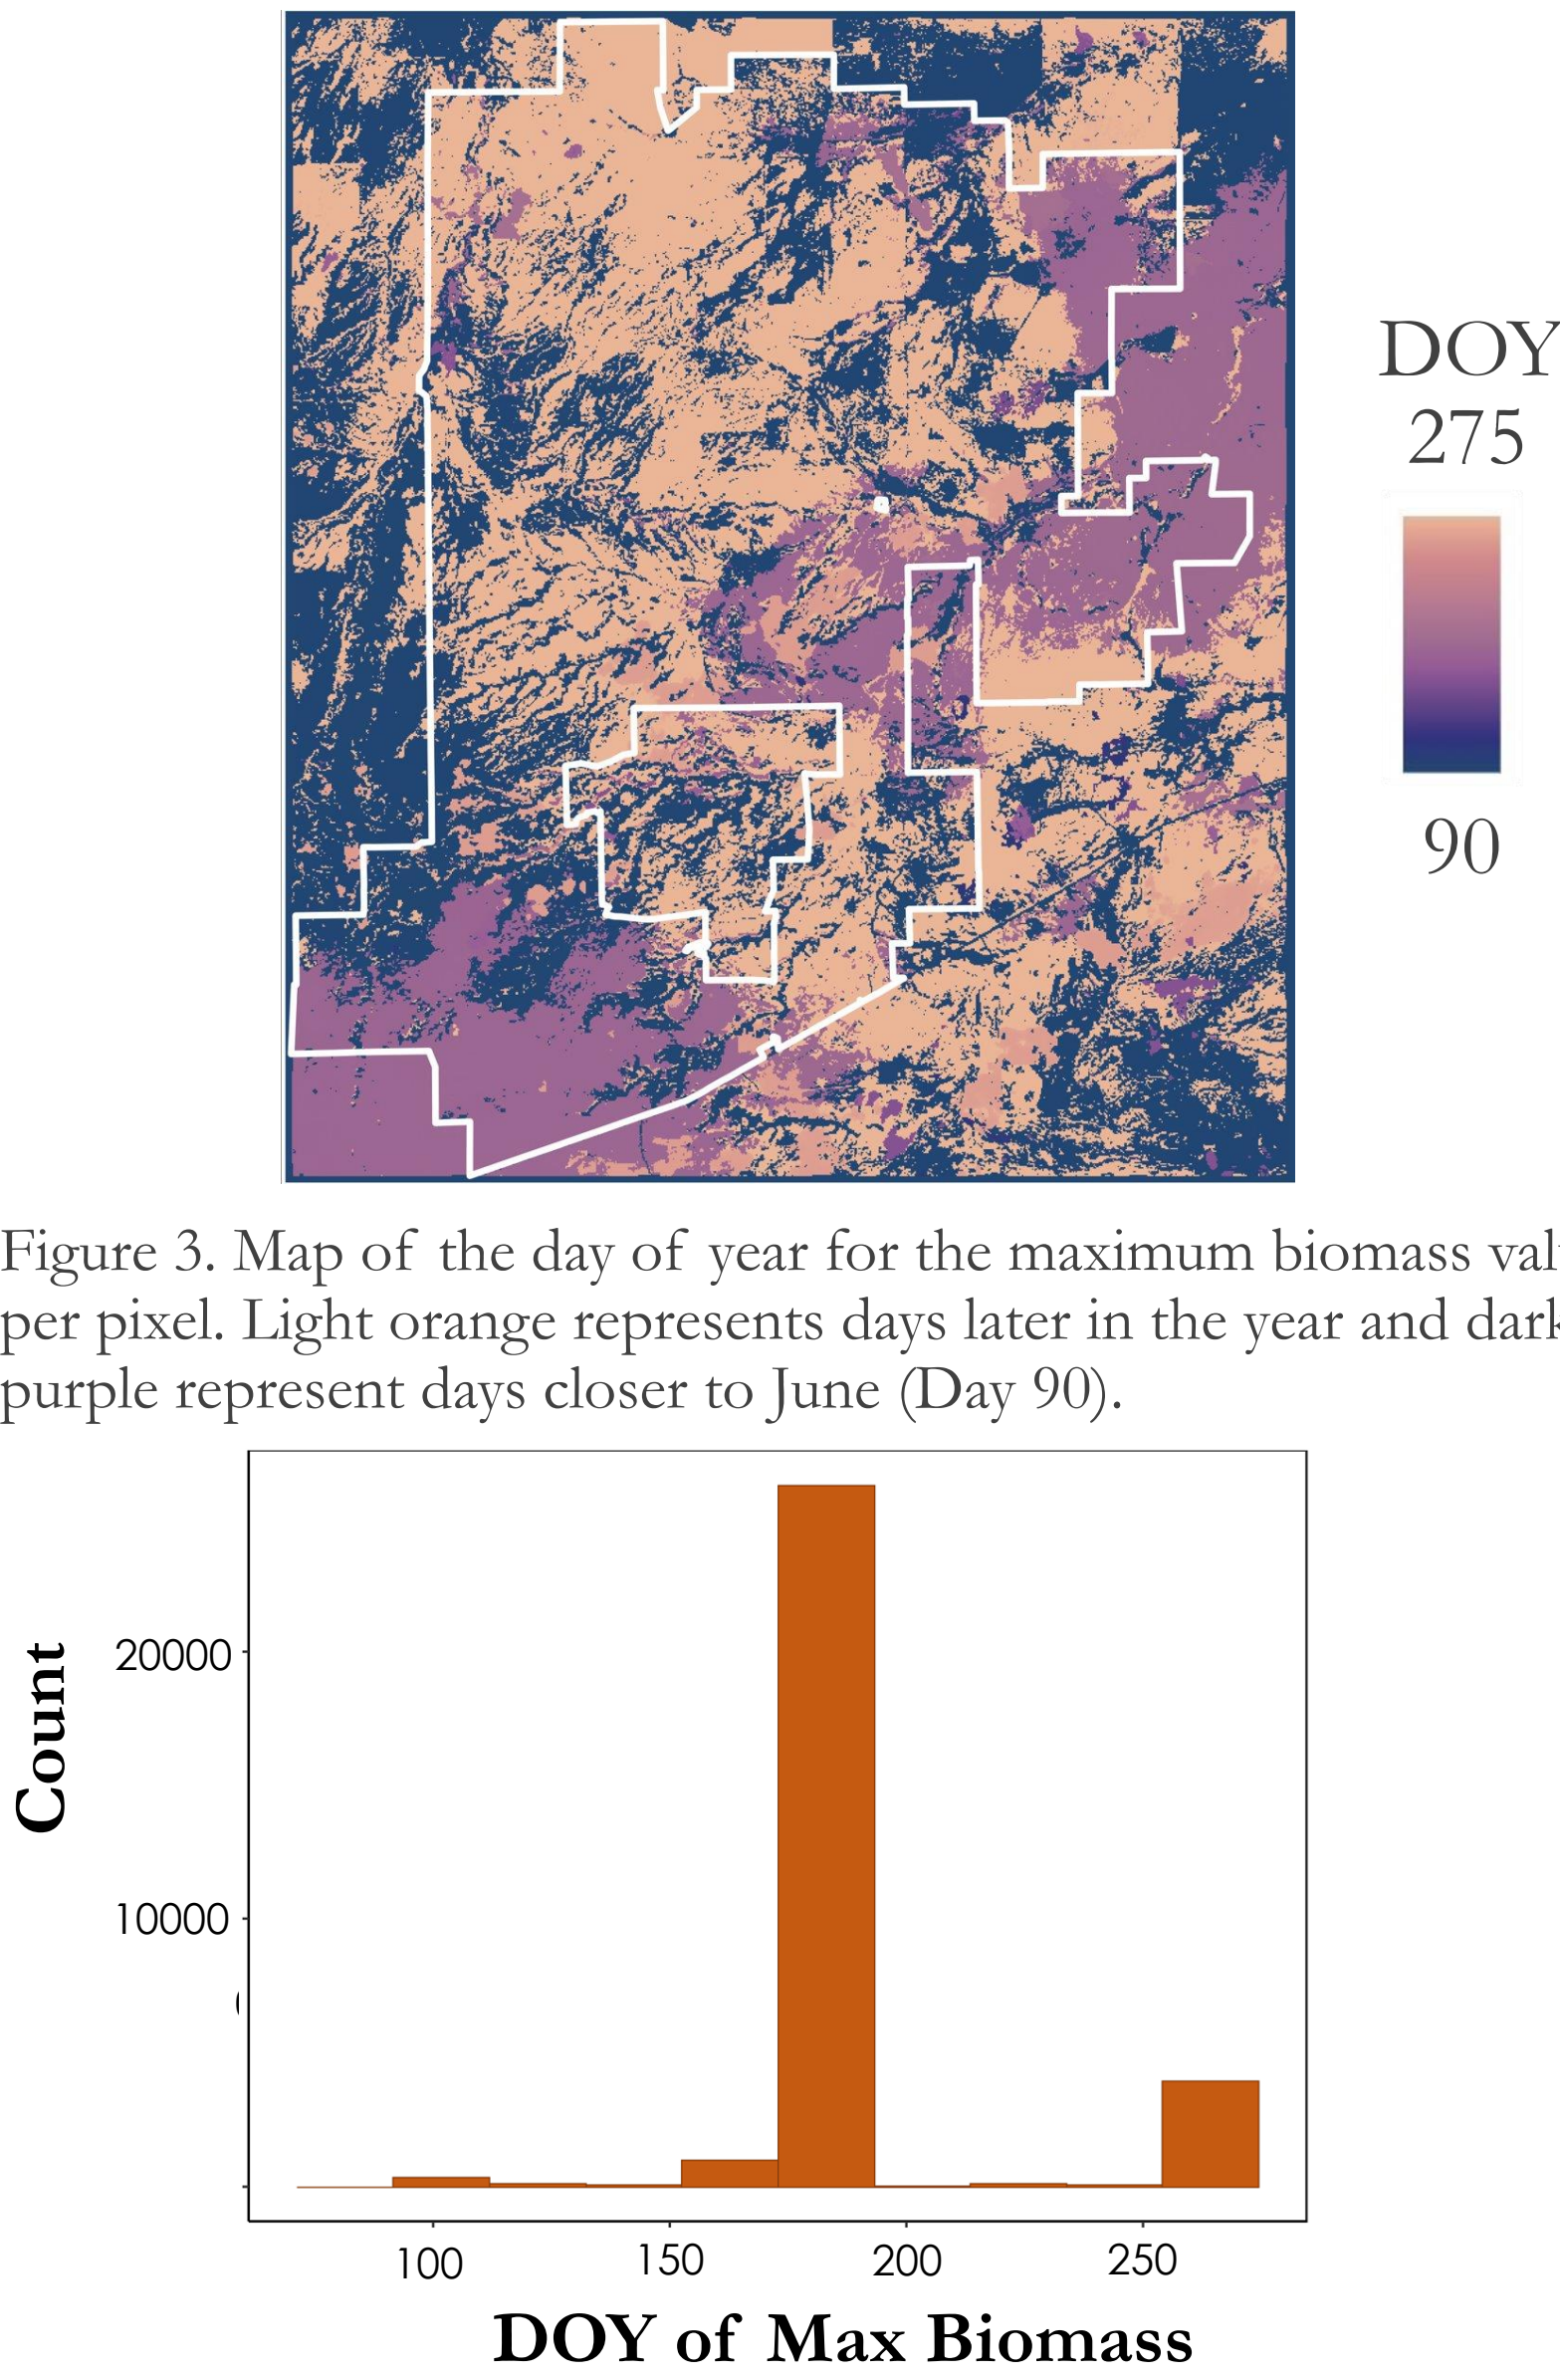 DOY
275
90
Figure 3. Map of the day of year for the maximum biomass
per pixel. Light orange represents days later in the year and
purple represent days closer to June (Day 90).
20000
10000
Count
100 150 200 250
DOY of Max Biomass